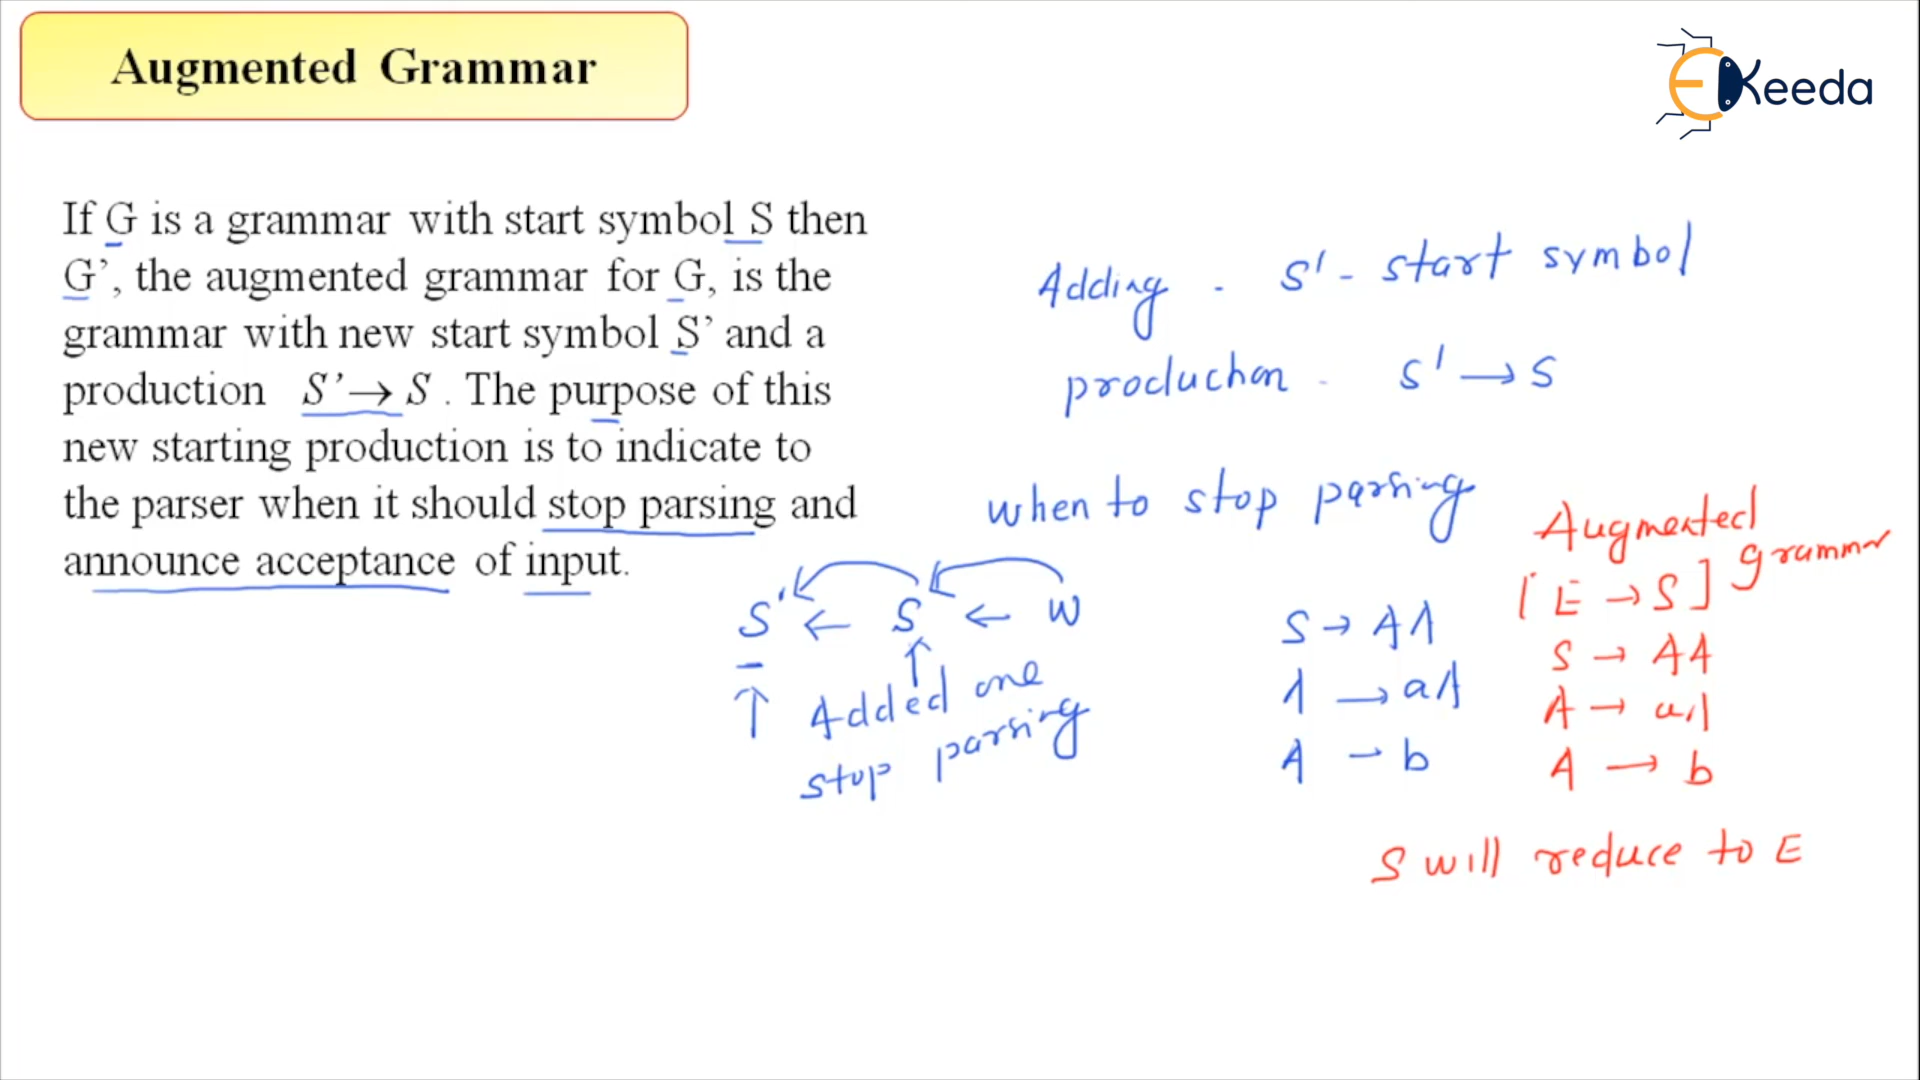 Augmented Grammar
EKeeda
If G is a grammar with start symbol S then
G’, the augmented grammar for G, is the
grammar with new start symbol S’ and a
production S’→ S . The purpose of this
new starting production is to indicate to
the parser when it should stop parsing and
announce acceptance of input.
Adding - S' - start symbol
production - S' → S
when to stop parsing
S' ← S ← w
Added one
stop parsing
S → AA
A → aA
A - b
Augmented
grammar
[ E → S ]
S → AA
A → aA
A → b
S will reduce to E